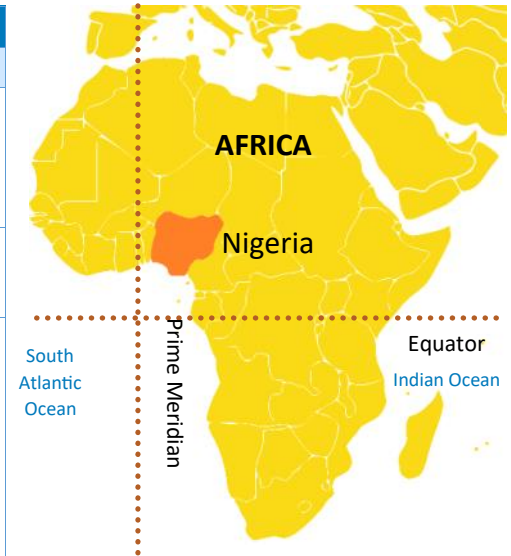 AFRICA
Nigeria
Prime Meridian
Equator
South
Atlantic
Ocean
Indian Ocean